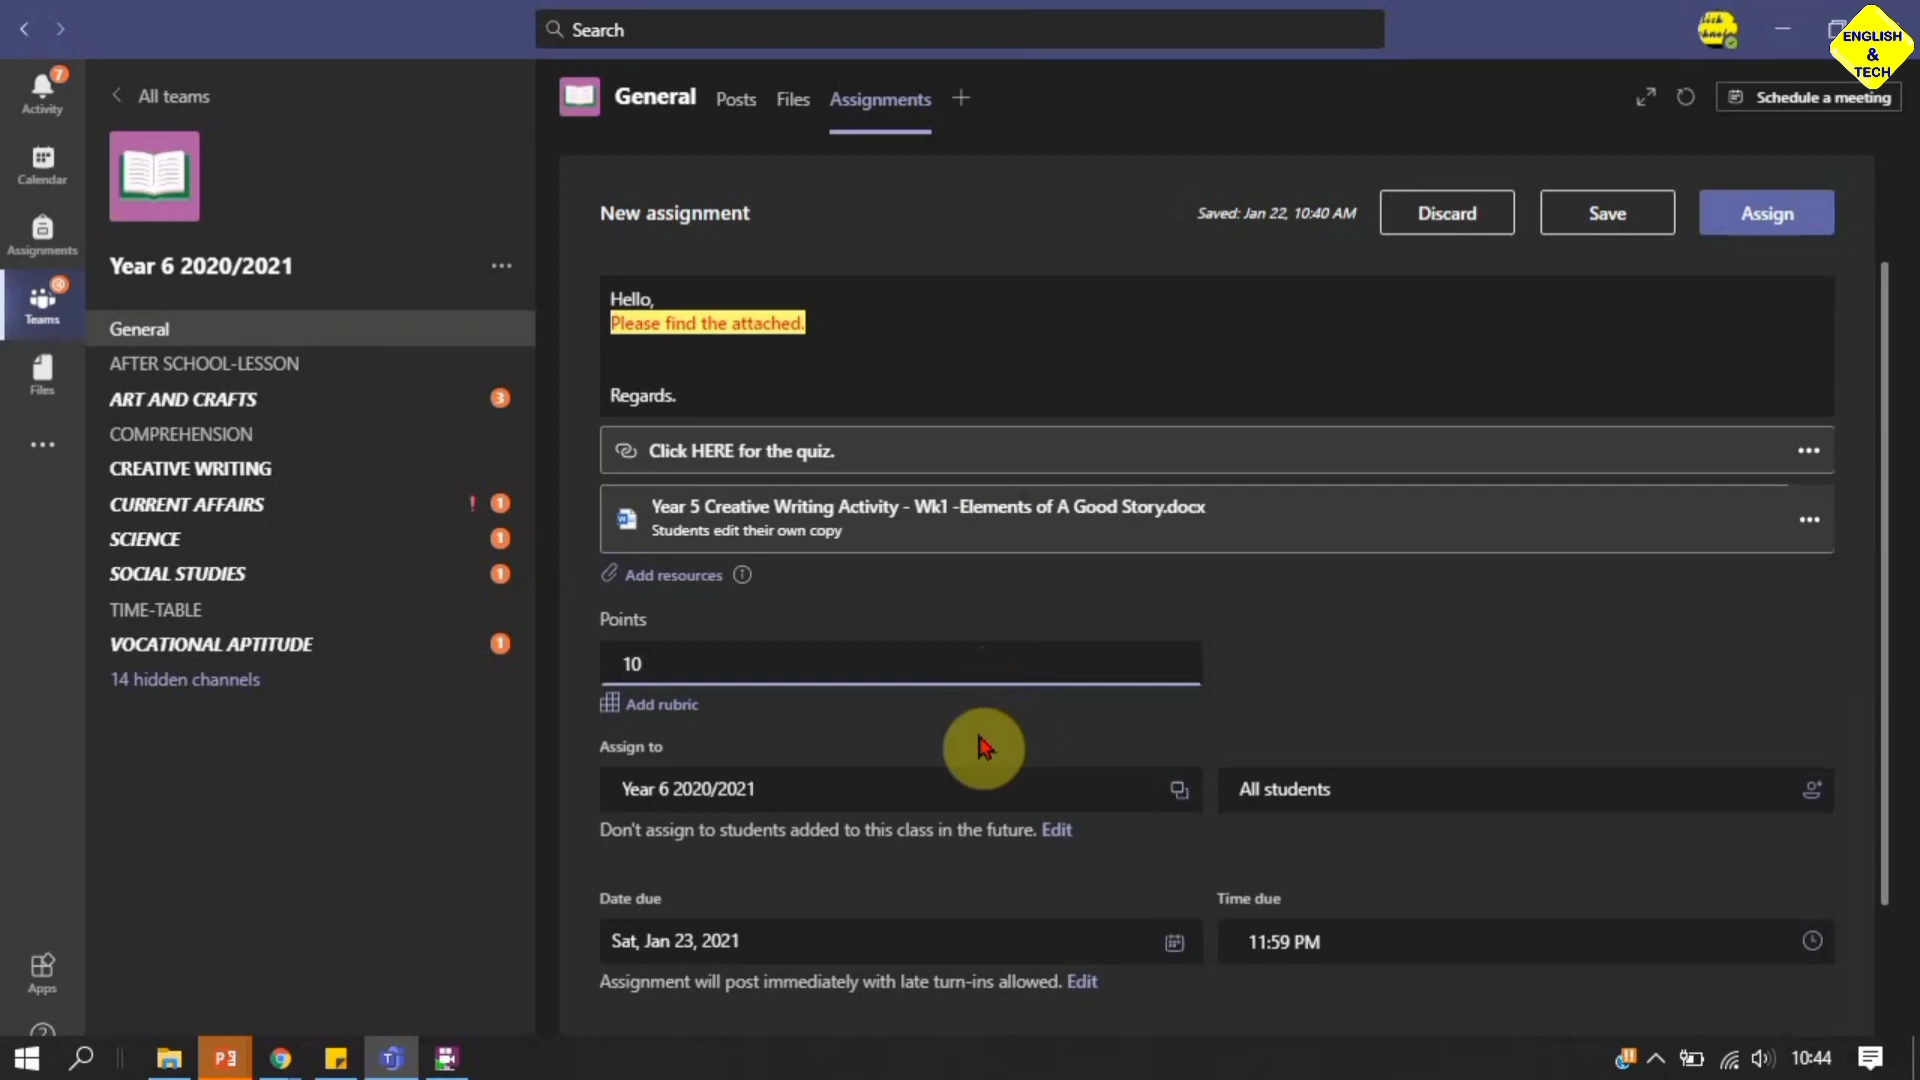 Search
ENGLISH
&
TECH
7
Activity
Calendar
Assignments
@
Teams
Files
Apps
All teams
Year 6 2020/2021
General
AFTER SCHOOL-LESSON
ART AND CRAFTS 3
COMPREHENSION
CREATIVE WRITING
CURRENT AFFAIRS ! 1
SCIENCE 1
SOCIAL STUDIES 1
TIME-TABLE
VOCATIONAL APTITUDE 1
14 hidden channels
General Posts Files Assignments +
Schedule a meeting
New assignment
Saved: Jan 22, 10:40 AM
Discard
Save
Assign
Hello,
Please find the attached.
Regards.
Click HERE for the quiz.
Year 5 Creative Writing Activity - Wk1 -Elements of A Good Story.docx
Students edit their own copy
Add resources
Points
10
Add rubric
Assign to
Year 6 2020/2021
All students
Don't assign to students added to this class in the future. Edit
Date due
Time due
Sat, Jan 23, 2021
11:59 PM
Assignment will post immediately with late turn-ins allowed. Edit
10:44